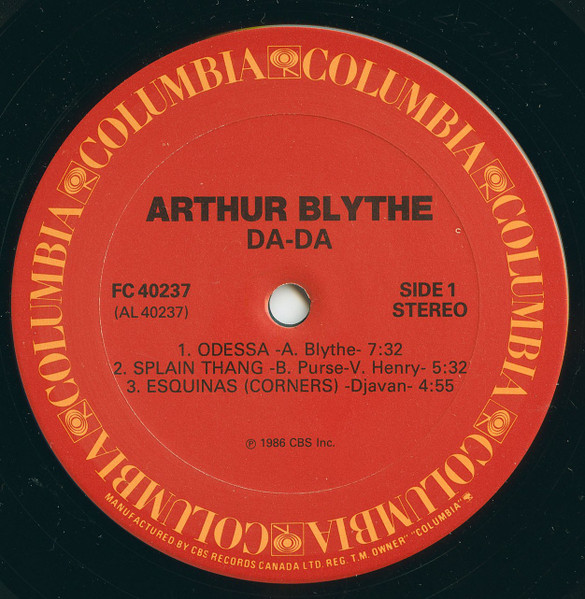 COLUMBIA COLUMBIA COLUMBIA COLUMBIA COLUMBIA COLUMBIA COLUMBIA COLUMBIA
ARTHUR BLYTHE
DA-DA
FC 40237 SIDE 1
(AL 40237) STEREO
1. ODESSA -A. Blythe- 7:32
2. SPLAIN THANG -B. Purse-V. Henry- 5:32
3. ESQUINAS (CORNERS) -Djavan- 4:55
℗ 1986 CBS Inc.
MANUFACTURED BY CBS RECORDS CANADA LTD. REG. T.M. OWNER "COLUMBIA"